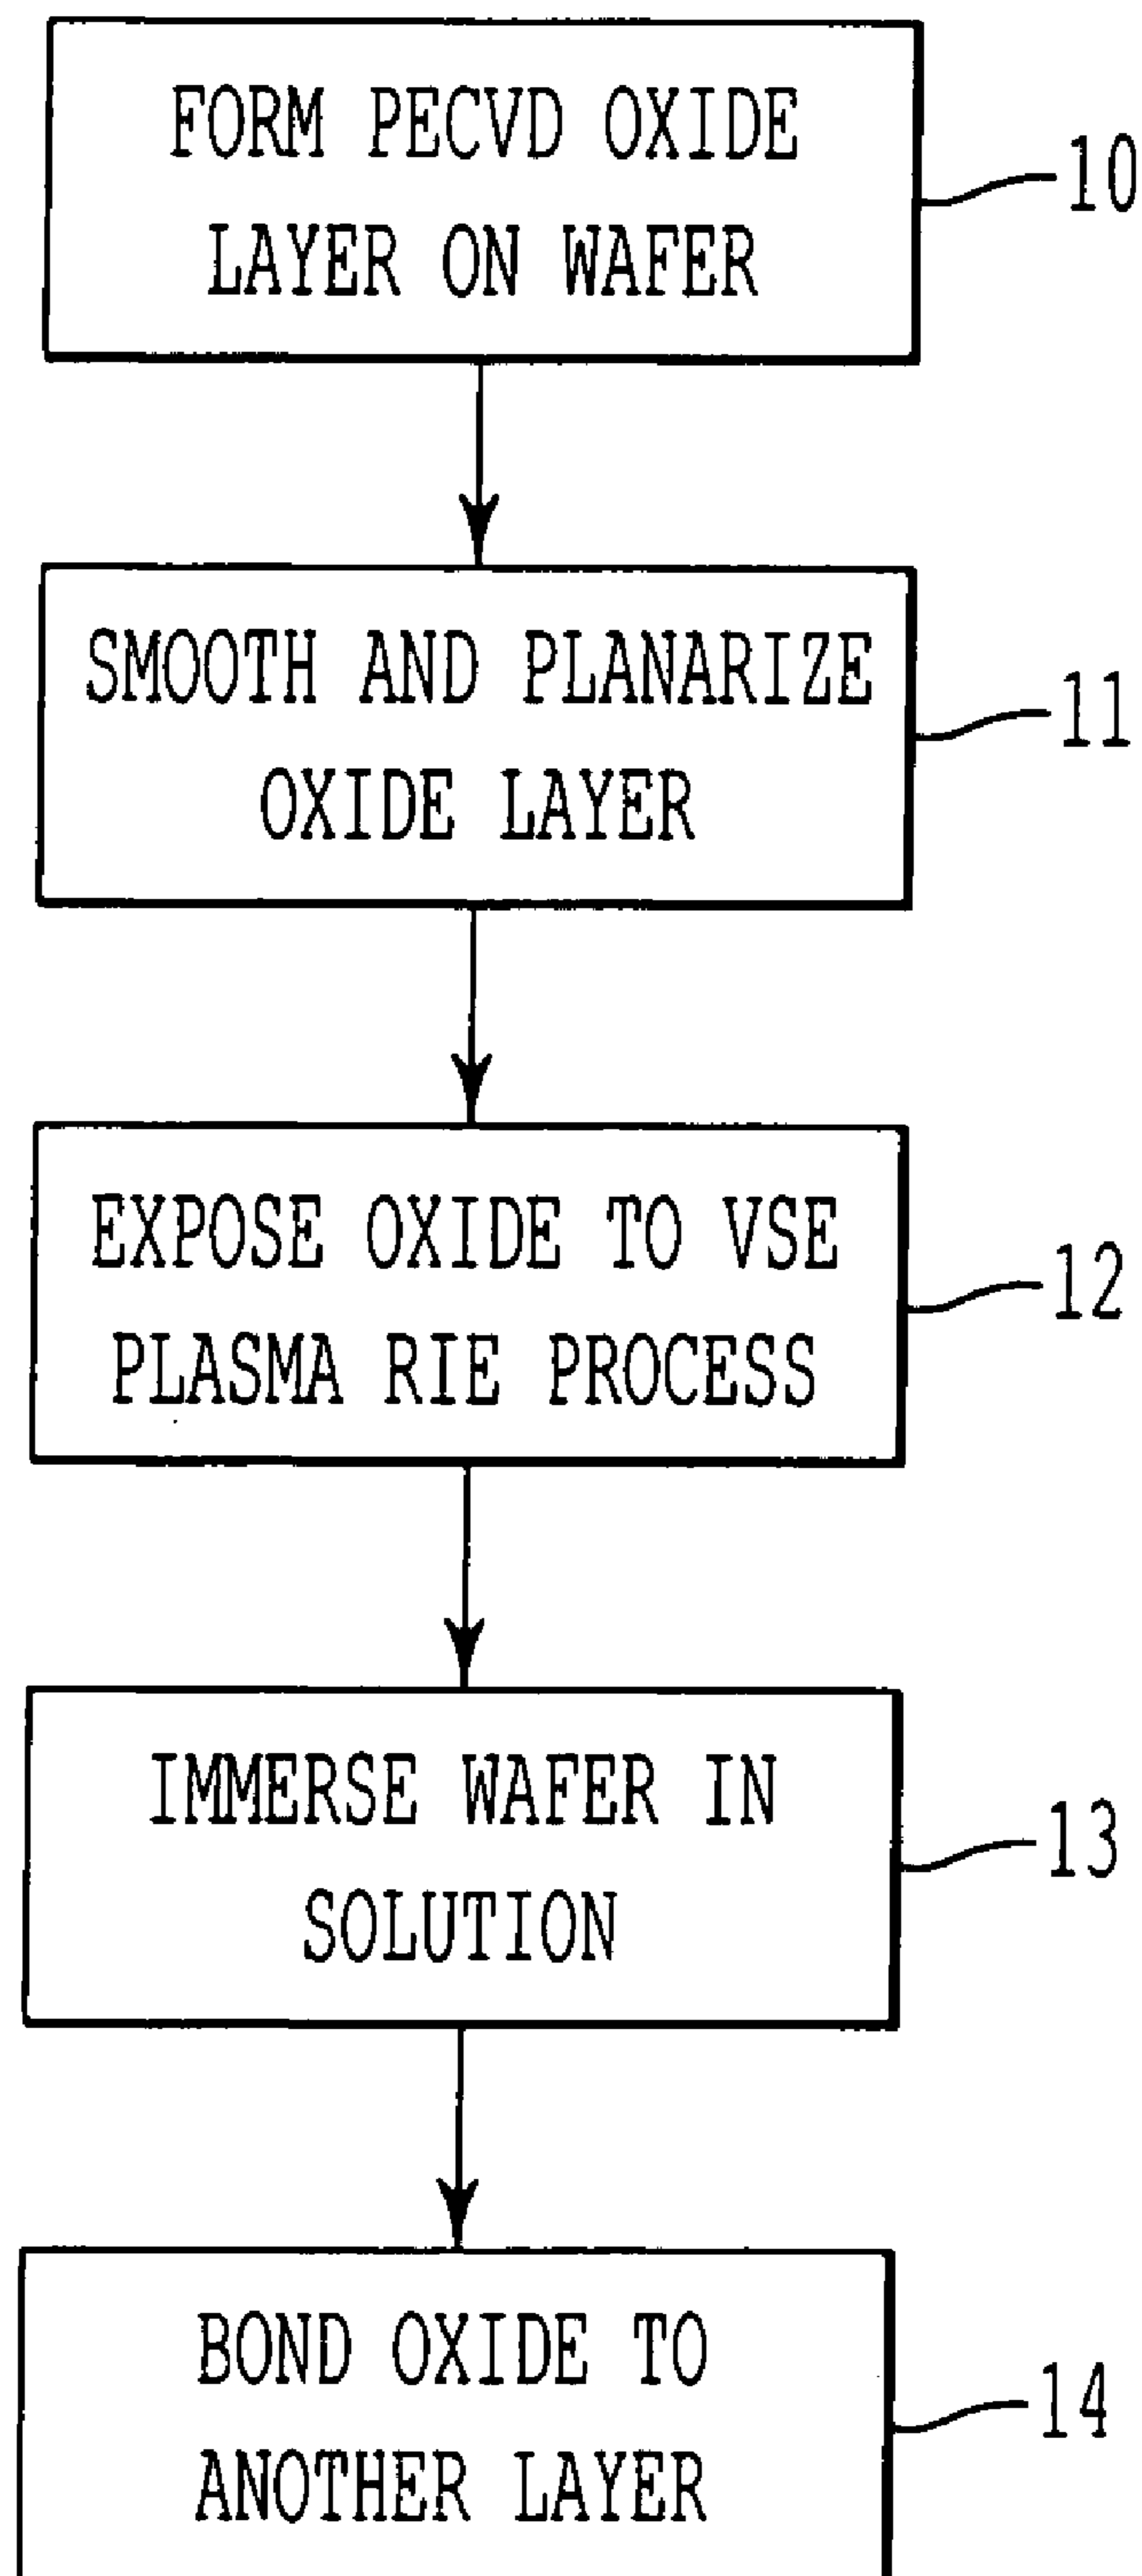 FORM PECVD OXIDE
LAYER ON WAFER
10
SMOOTH AND PLANARIZE
OXIDE LAYER
11
EXPOSE OXIDE TO VSE
PLASMA RIE PROCESS
12
IMMERSE WAFER IN
SOLUTION
13
BOND OXIDE TO
ANOTHER LAYER
14